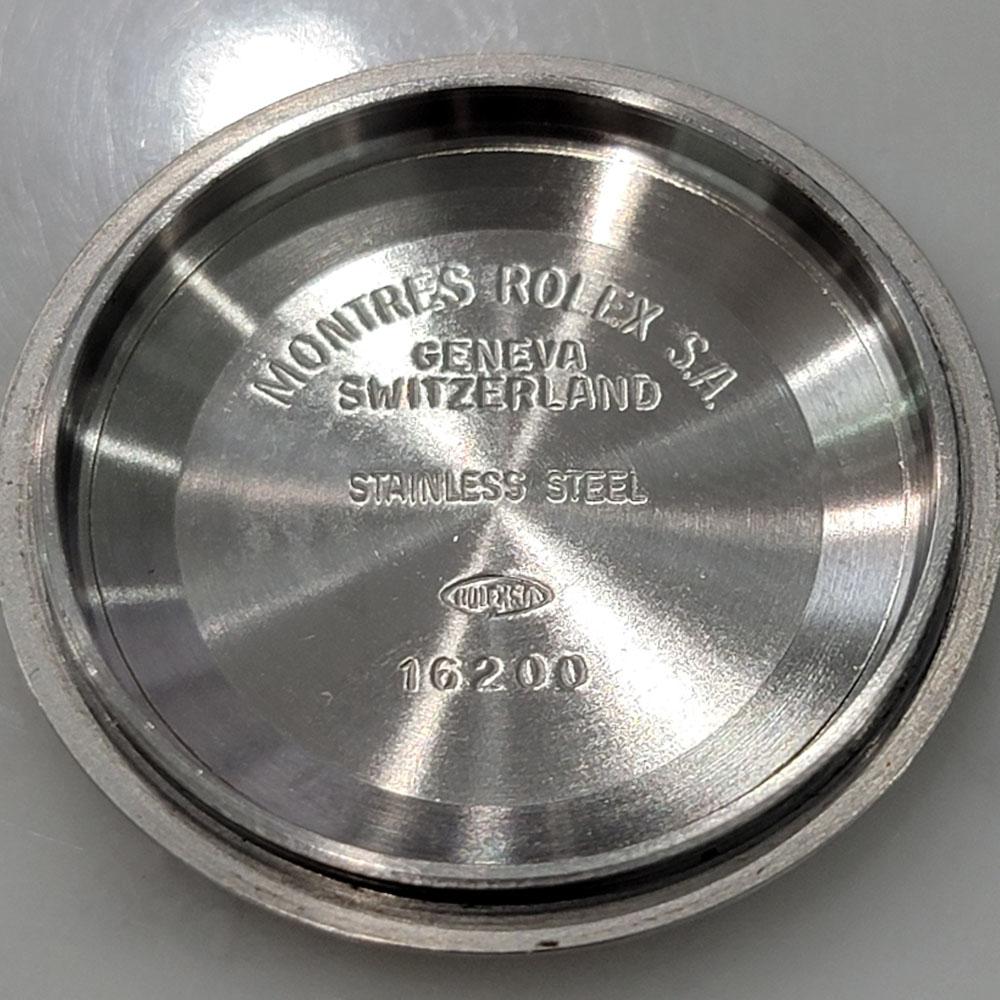 MONTRES ROLEX S.A.
GENEVA
SWITZERLAND
STAINLESS STEEL
ROLEX SA
16200